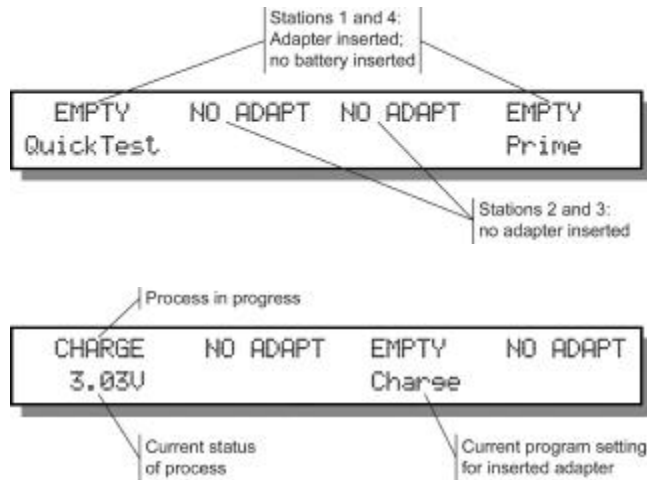 Stations 1 and 4:
Adapter inserted;
no battery inserted
EMPTY NO ADAPT NO ADAPT EMPTY
QuickTest Prime
Stations 2 and 3:
no adapter inserted
Process in progress
CHARGE NO ADAPT EMPTY NO ADAPT
3.03V Charge
Current status
of process
Current program setting
for inserted adapter